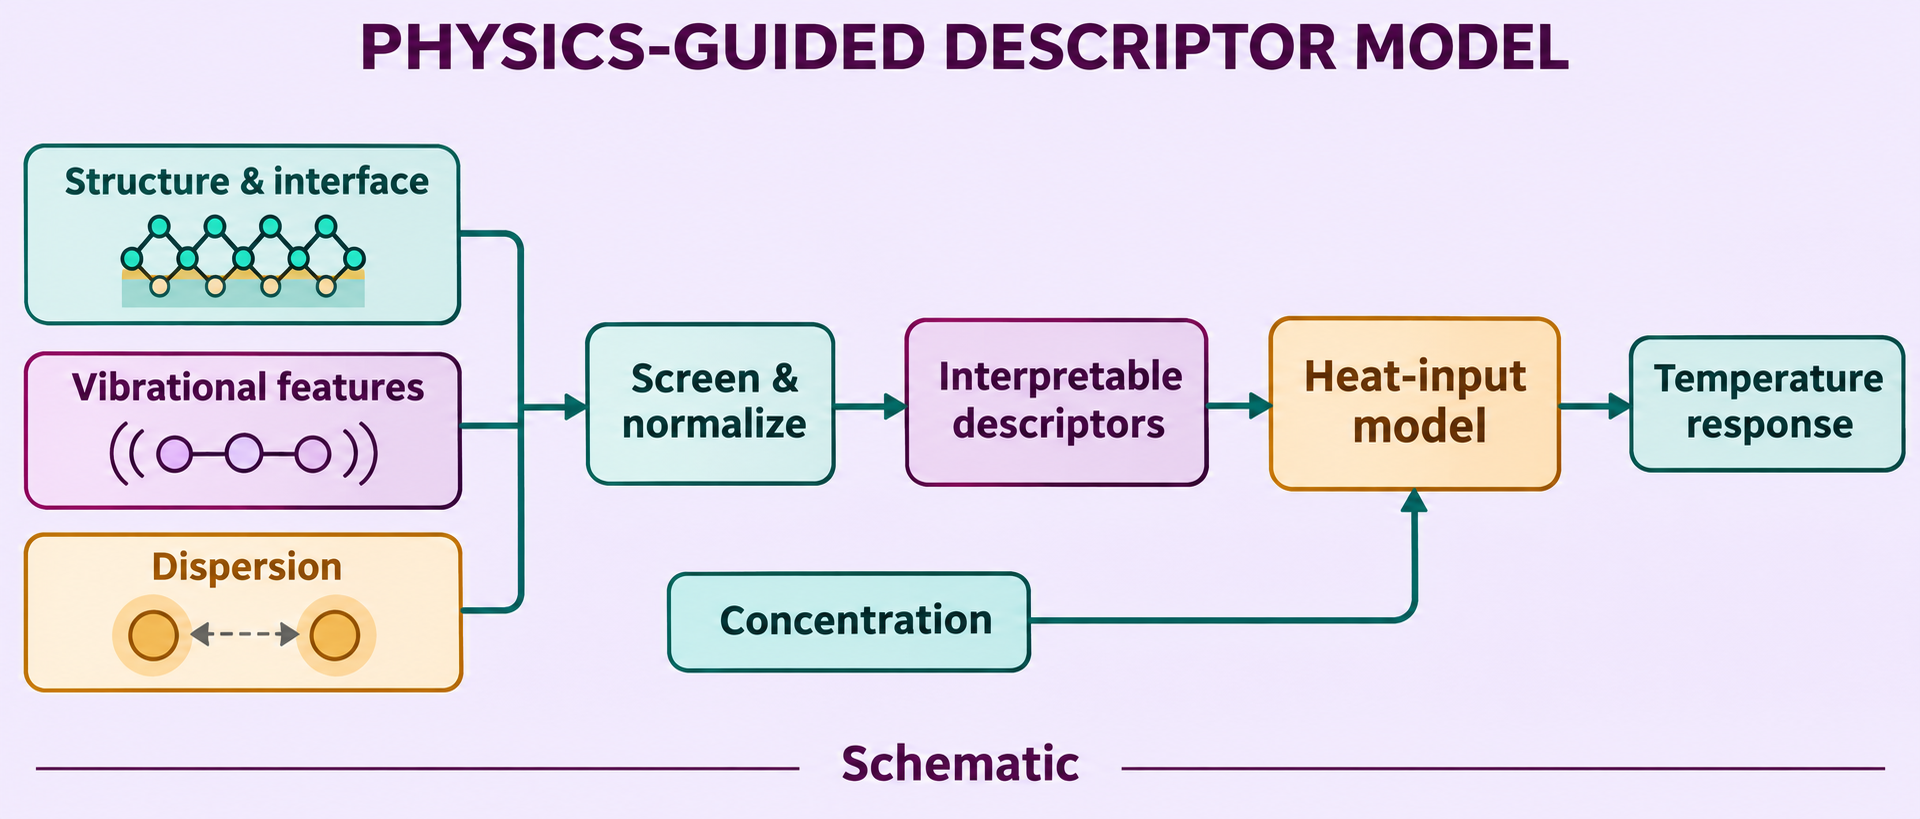 PHYSICS-GUIDED DESCRIPTOR MODEL
Structure & interface
Vibrational features
Dispersion
Screen &
normalize
Interpretable
descriptors
Heat-input
model
Temperature
response
Concentration
Schematic